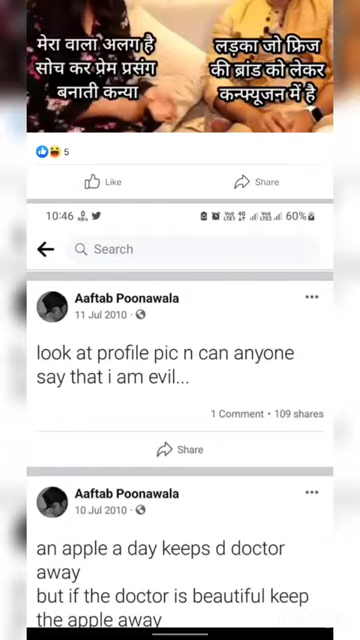 मेरा वाला अलग है
सोच कर प्रेम प्रसंग
बनाती कन्या
लड़का जो फ्रिज
की ब्रांड को लेकर
कन्फ्यूजन में है
5
Like
Share
10:46
60%
Search
Aaftab Poonawala
11 Jul 2010 ·
look at profile pic n can anyone
say that i am evil...
1 Comment • 109 shares
Share
Aaftab Poonawala
10 Jul 2010 ·
an apple a day keeps d doctor
away
but if the doctor is beautiful keep
the apple away